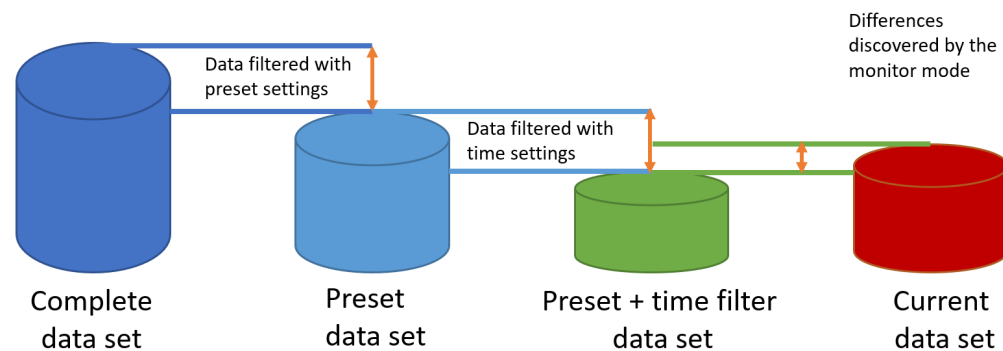 Differences
discovered by the
monitor mode
Data filtered with
preset settings
Data filtered with
time settings
Complete
data set
Preset
data set
Preset + time filter
data set
Current
data set